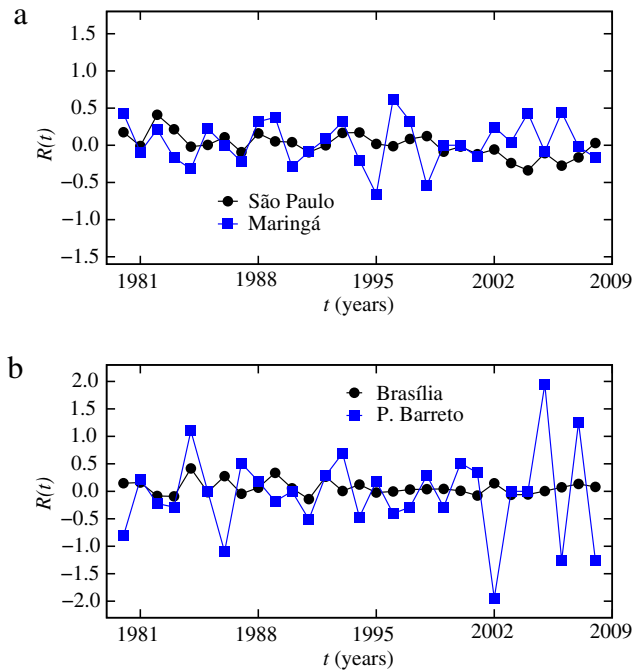 a
1.5
1.0
0.5
0.0
−0.5
−1.0
−1.5
R(t)
São Paulo
Maringá
1981 1988 1995 2002 2009
t (years)
b
2.0
1.5
1.0
0.5
0.0
−0.5
−1.0
−1.5
−2.0
R(t)
Brasília
P. Barreto
1981 1988 1995 2002 2009
t (years)